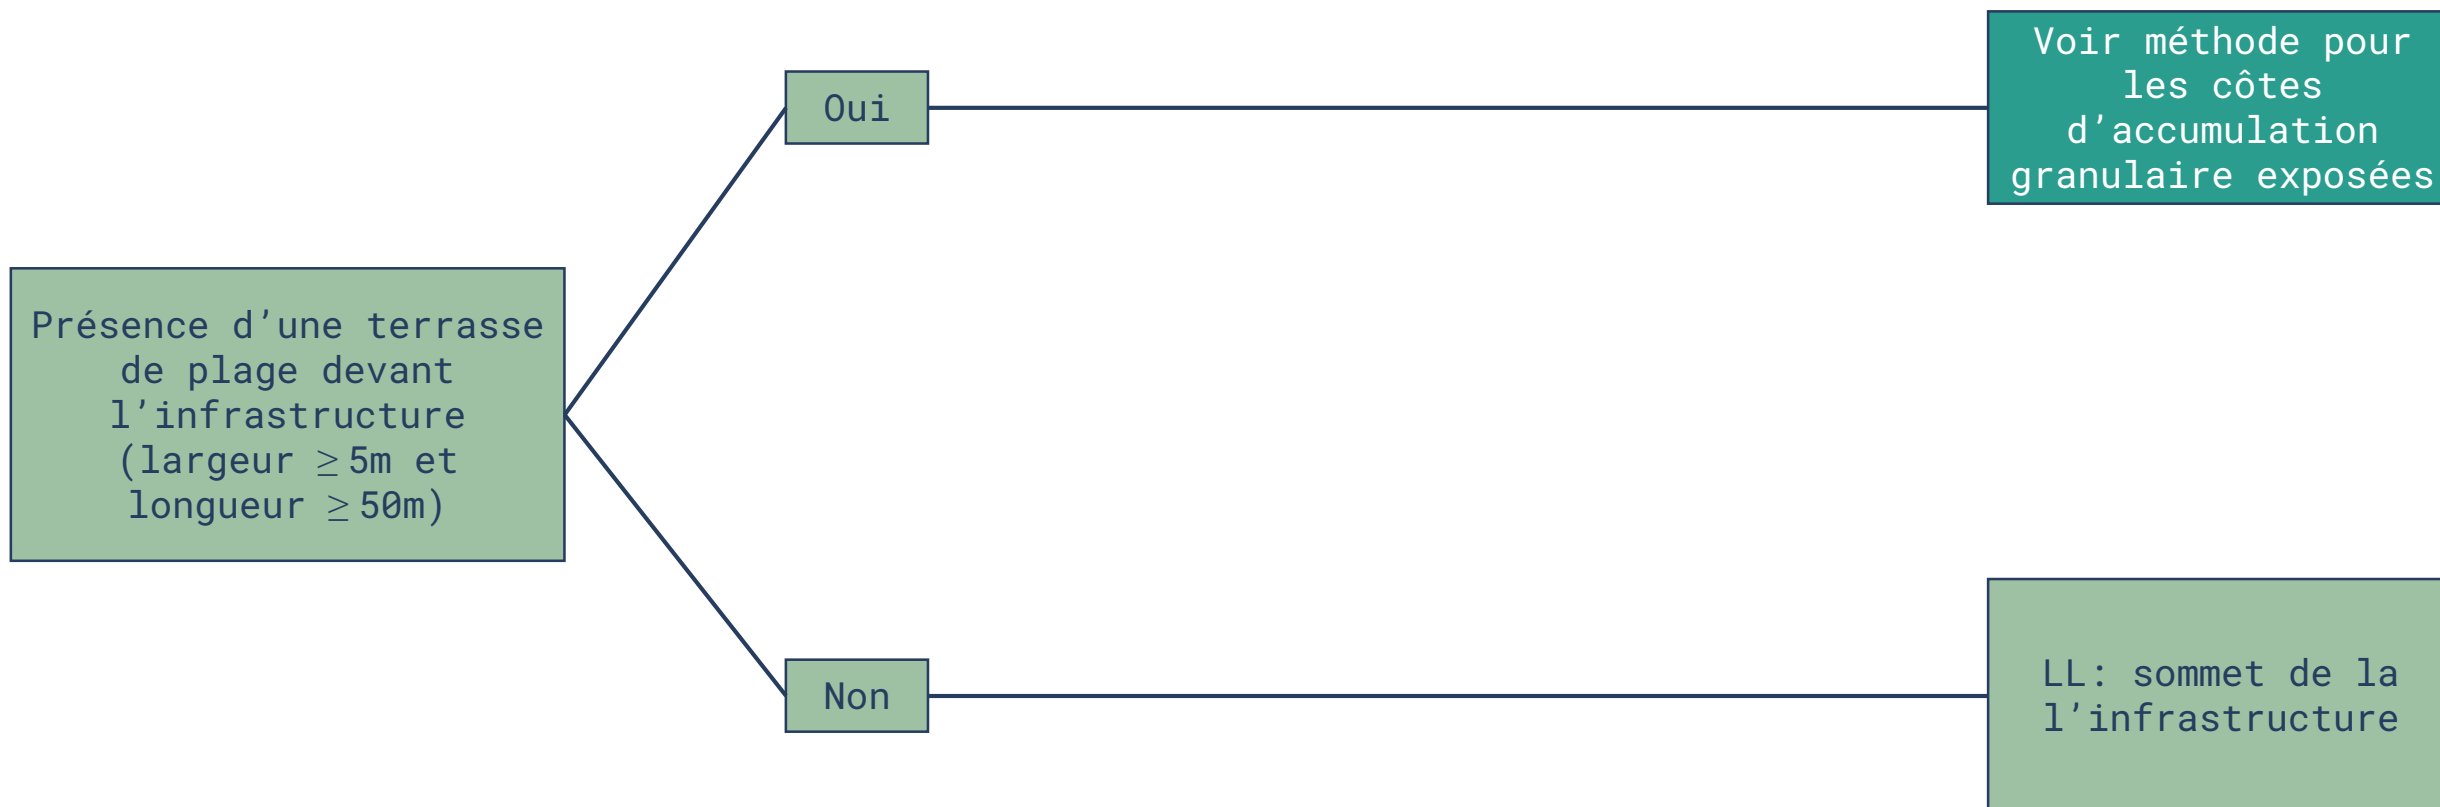 Présence d’une terrasse
de plage devant
l’infrastructure
(largeur ≥ 5m et
longueur ≥ 50m)
Oui
Voir méthode pour
les côtes
d’accumulation
granulaire exposées
Non
LL: sommet de la
l’infrastructure